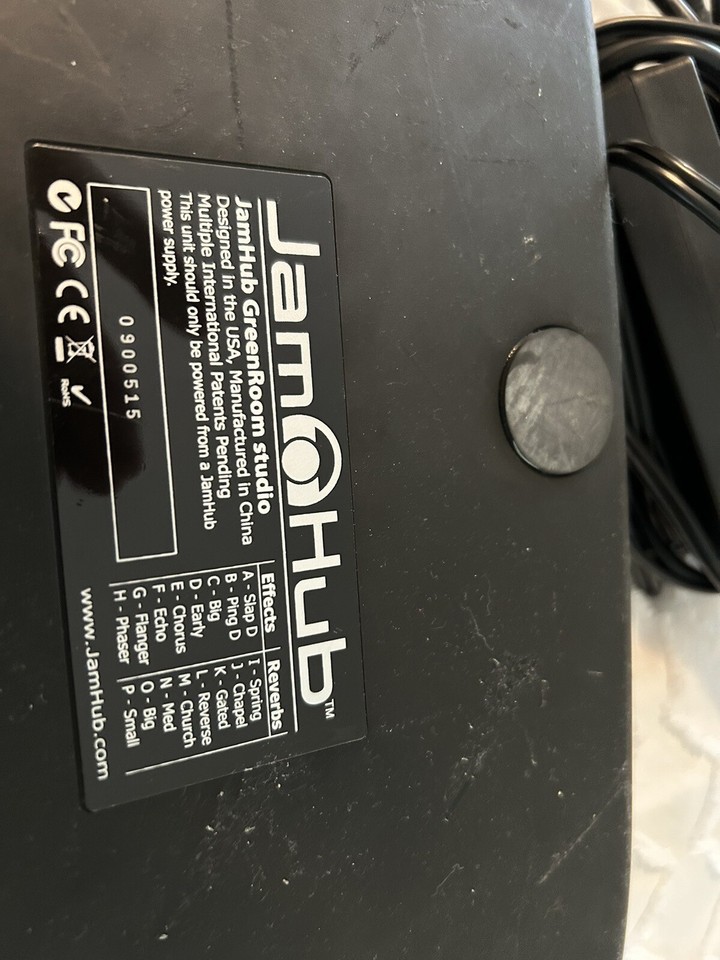 JamHub™
JamHub GreenRoom studio
Designed in the USA, Manufactured in China
Multiple International Patents Pending
This unit should only be powered from a JamHub
power supply.
0900515
FC CE
RoHS
Effects
A - Slap D
B - Ping D
C - Big
D - Early
E - Chorus
F - Echo
G - Flanger
H - Phaser
Reverbs
I - Spring
J - Chapel
K - Gated
L - Reverse
M - Church
N - Med
O - Big
P - Small
www.JamHub.com